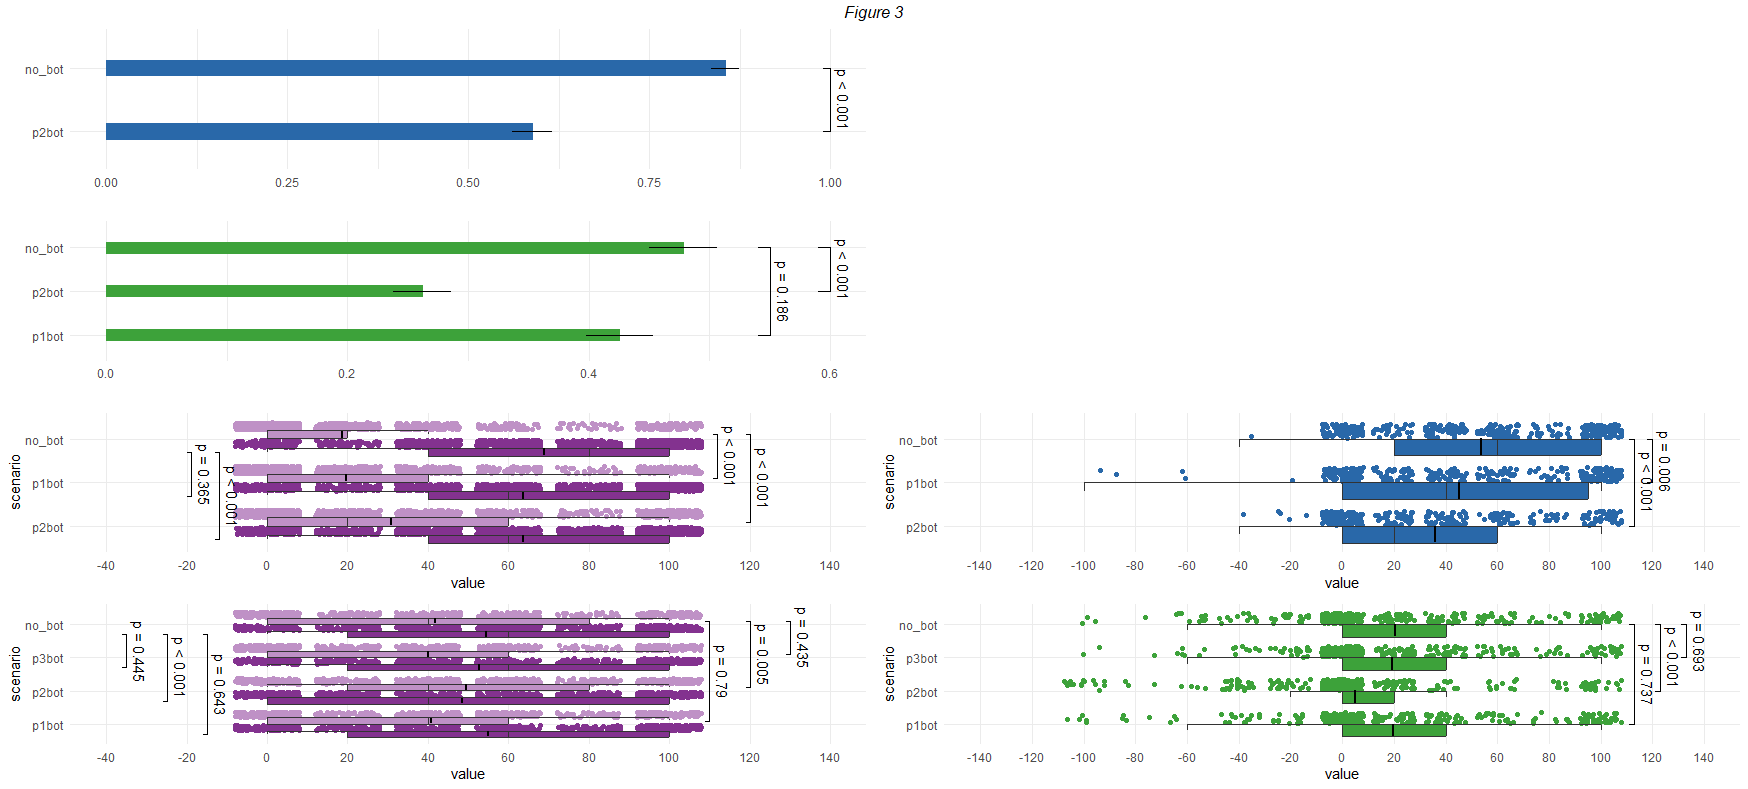 Figure 3
no_bot
p2bot
p < 0.001
0.00 0.25 0.50 0.75 1.00
no_bot
p2bot
p1bot
p = 0.186
p < 0.001
0.0 0.2 0.4 0.6
scenario
no_bot
p1bot
p2bot
p = 0.365
p < 0.001
p < 0.001
p < 0.001
-40 -20 0 20 40 60 80 100 120 140
value
scenario
no_bot
p1bot
p2bot
p < 0.001
p = 0.006
-140 -120 -100 -80 -60 -40 -20 0 20 40 60 80 100 120 140
value
scenario
no_bot
p3bot
p2bot
p1bot
p = 0.445
p < 0.001
p = 0.643
p = 0.79
p = 0.005
p = 0.435
-40 -20 0 20 40 60 80 100 120 140
value
scenario
no_bot
p3bot
p2bot
p1bot
p = 0.737
p < 0.001
p = 0.693
-140 -120 -100 -80 -60 -40 -20 0 20 40 60 80 100 120 140
value